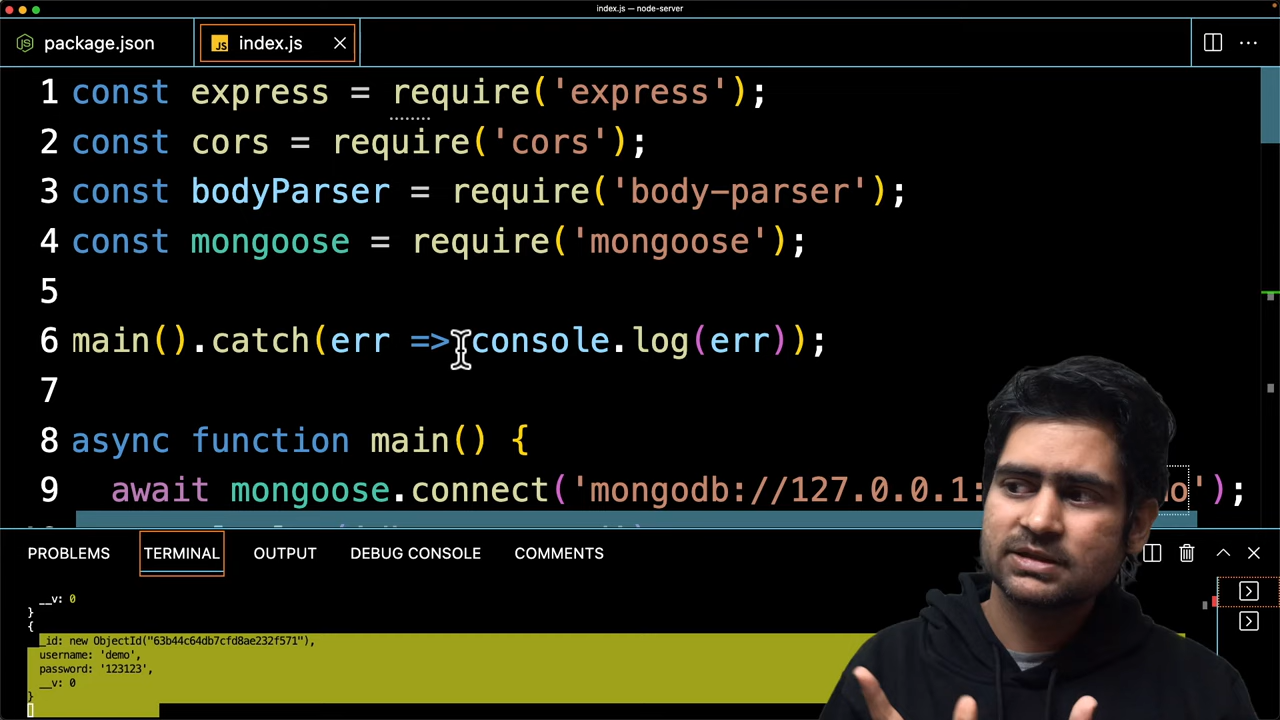 index.js — node-server
package.json
JS index.js
1 const express = require('express');
2 const cors = require('cors');
3 const bodyParser = require('body-parser');
4 const mongoose = require('mongoose');
5
6 main().catch(err => console.log(err));
7
8 async function main() {
9 await mongoose.connect('mongodb://127.0.0.1: ');
PROBLEMS TERMINAL OUTPUT DEBUG CONSOLE COMMENTS
__v: 0
}
{
_id: new ObjectId("63b44c64db7cfd8ae232f571"),
username: 'demo',
password: '123123',
__v: 0
}